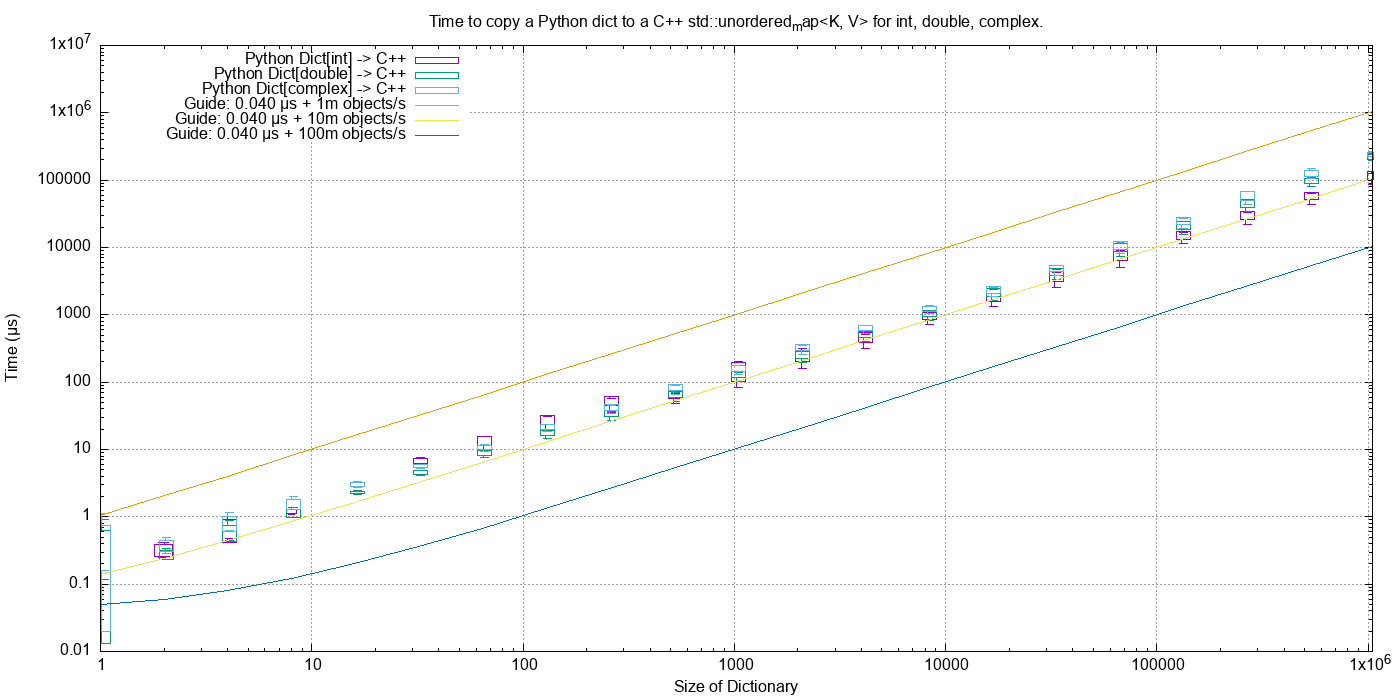 Time to copy a Python dict to a C++ std::unordered_map<K, V> for int, double, complex.
Python Dict[int] -> C++
Python Dict[double] -> C++
Python Dict[complex] -> C++
Guide: 0.040 µs + 1m objects/s
Guide: 0.040 µs + 10m objects/s
Guide: 0.040 µs + 100m objects/s
1x10^7
1x10^6
100000
10000
1000
100
10
1
0.1
0.01
Time (µs)
1 10 100 1000 10000 100000 1x10^6
Size of Dictionary